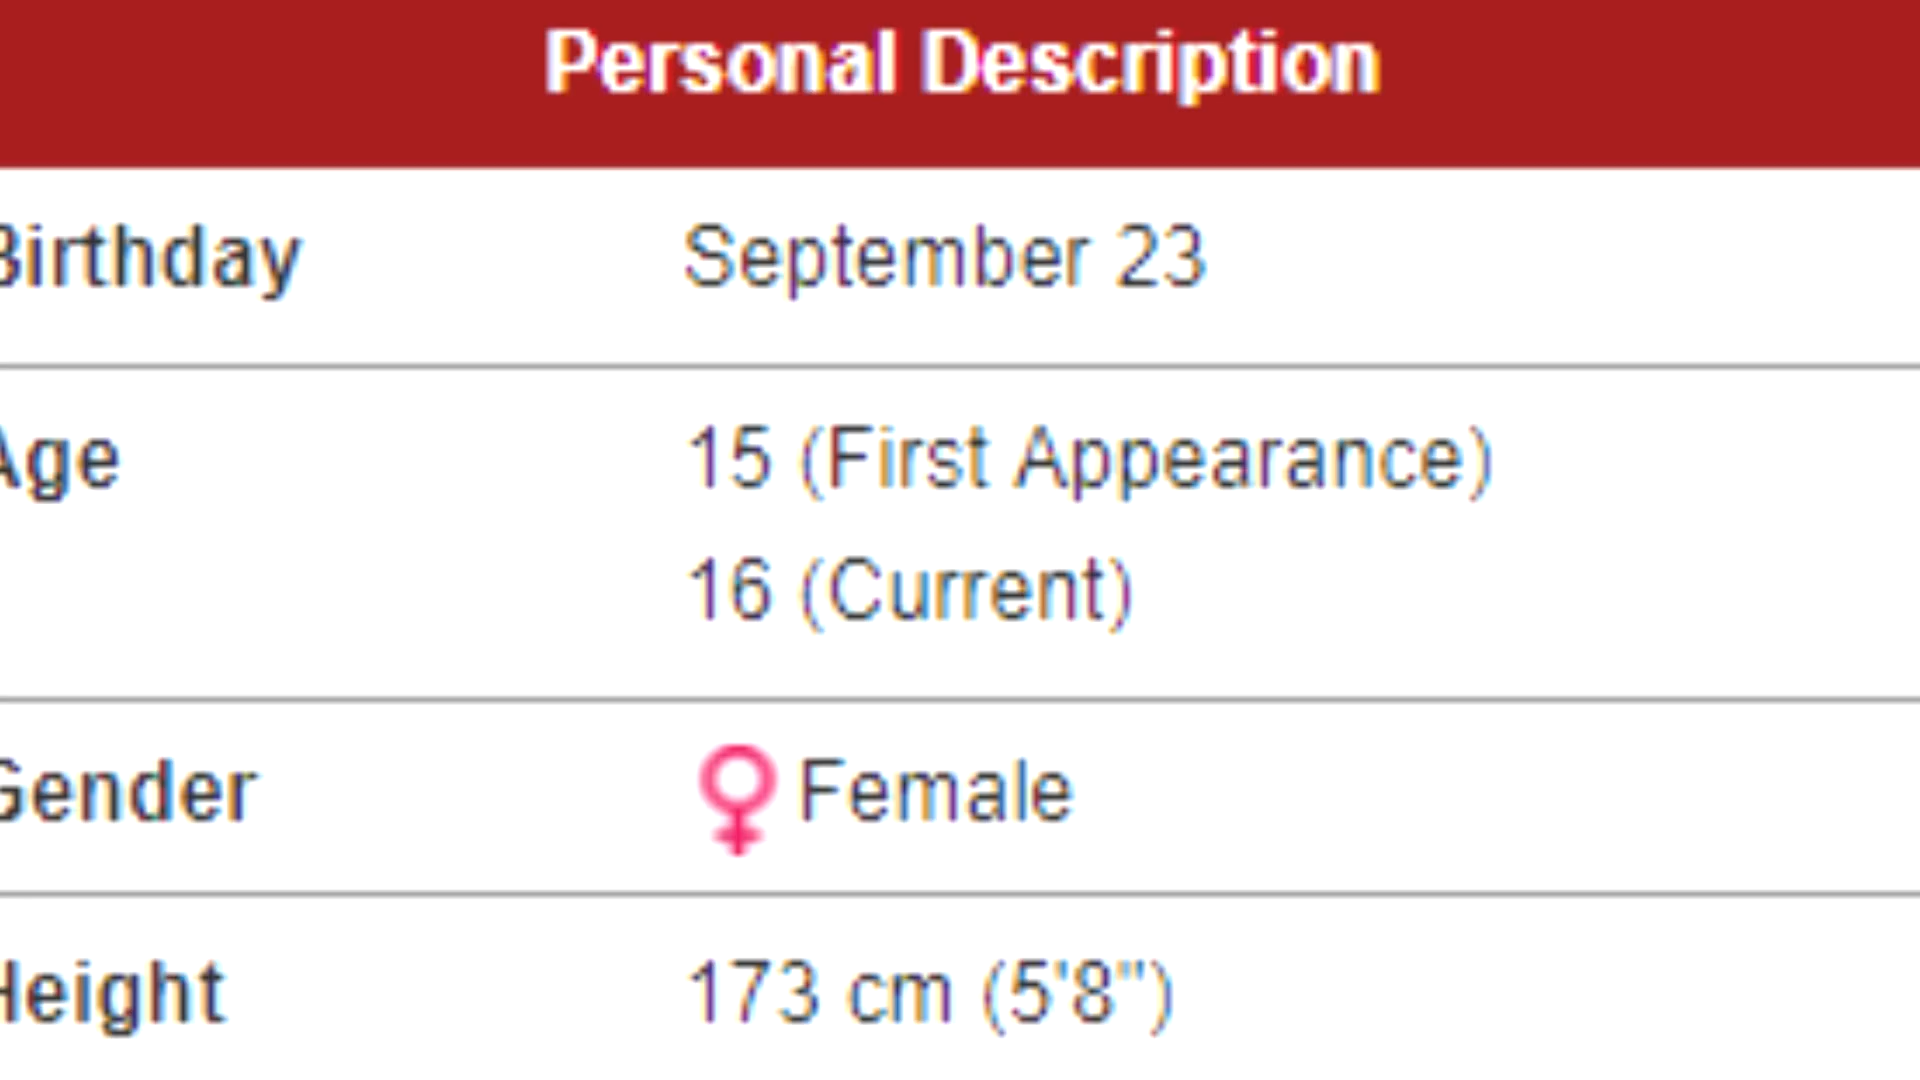 Personal Description
Birthday September 23
Age 15 (First Appearance)
16 (Current)
Gender ♀ Female
Height 173 cm (5'8")